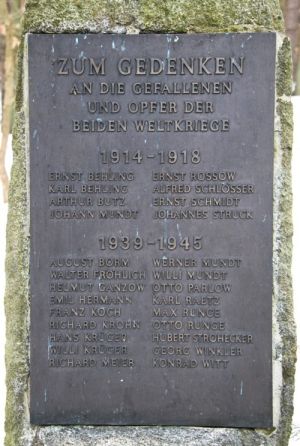 ZUM GEDENKEN
AN DIE GEFALLENEN
UND OPFER DER
BEIDEN WELTKRIEGE
1914-1918
ERNST BEHLING ERNST ROSSOW
KARL BEHLING ALFRED SCHLÖSSER
ARTHUR BUTZ ERNST SCHMIDT
JOHANN MUNDT JOHANNES STRUCK
1939-1945
AUGUST BORM WERNER MUNDT
WALTER FRÖHLICH WILLI MUNDT
HELMUT GANZOW OTTO PARLOW
EMIL HERMANN KARL RAETZ
FRANZ KOCH MAX RUNGE
RICHARD KROHN OTTO RUNGE
HANS KRÜGER HUBERT STROHECKER
WILLI KRÜGER GEORG WINKLER
RICHARD MEIER KONRAD WITT